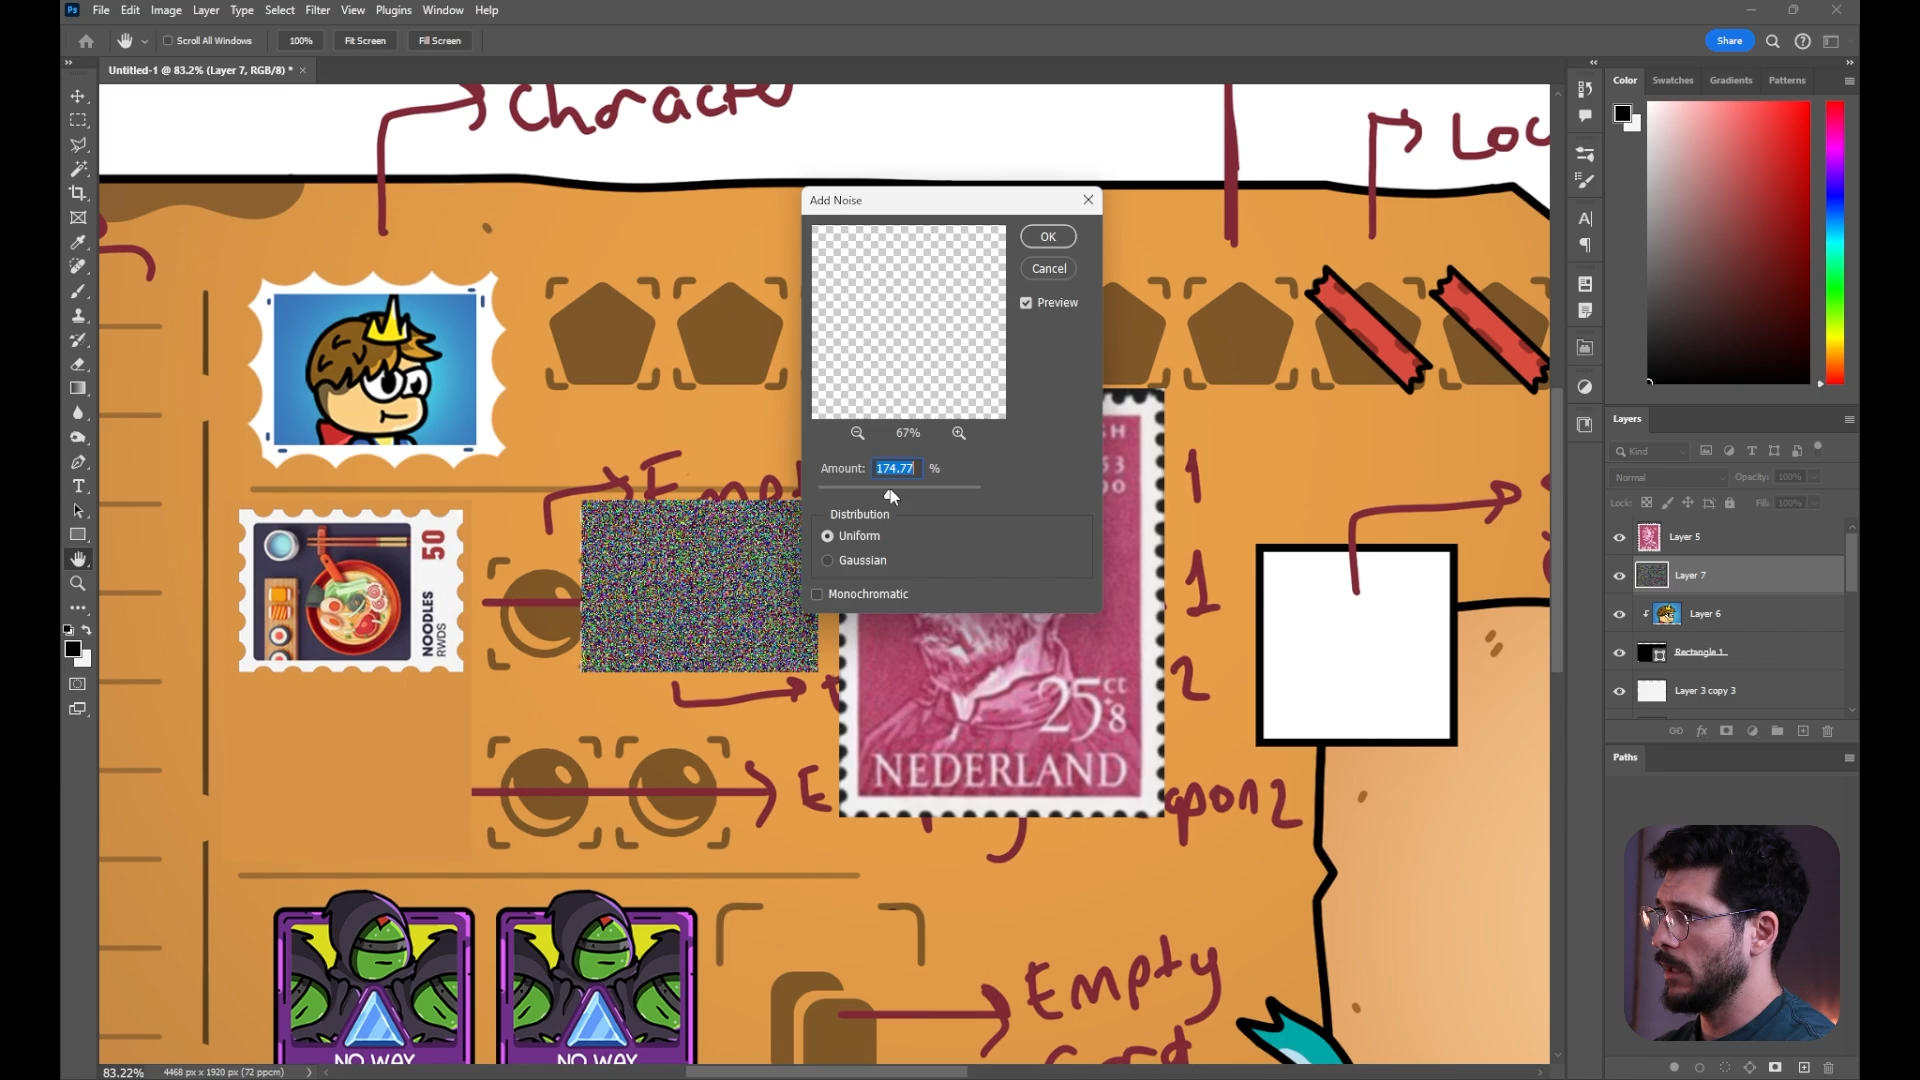 Ps File Edit Image Layer Type Select Filter View Plugins Window Help
Scroll All Windows 100% Fit Screen Fill Screen Share
Untitled-1 @ 83.2% (Layer 7, RGB/8) * ×
Color Swatches Gradients Patterns
Add Noise
OK
Cancel
Preview
67%
Amount: 174.77 %
Distribution
Uniform
Gaussian
Monochromatic
50
NOODLES
RWDS
25 ct
+8
NEDERLAND
1
1
2
Empty
NO WAY
NO WAY
Layers
Kind
Normal Opacity: 100%
Lock: Fill: 100%
Layer 5
Layer 7
Layer 6
Rectangle 1
Layer 3 copy 3
Paths
83.22% 4468 px x 1920 px (72 ppcm)